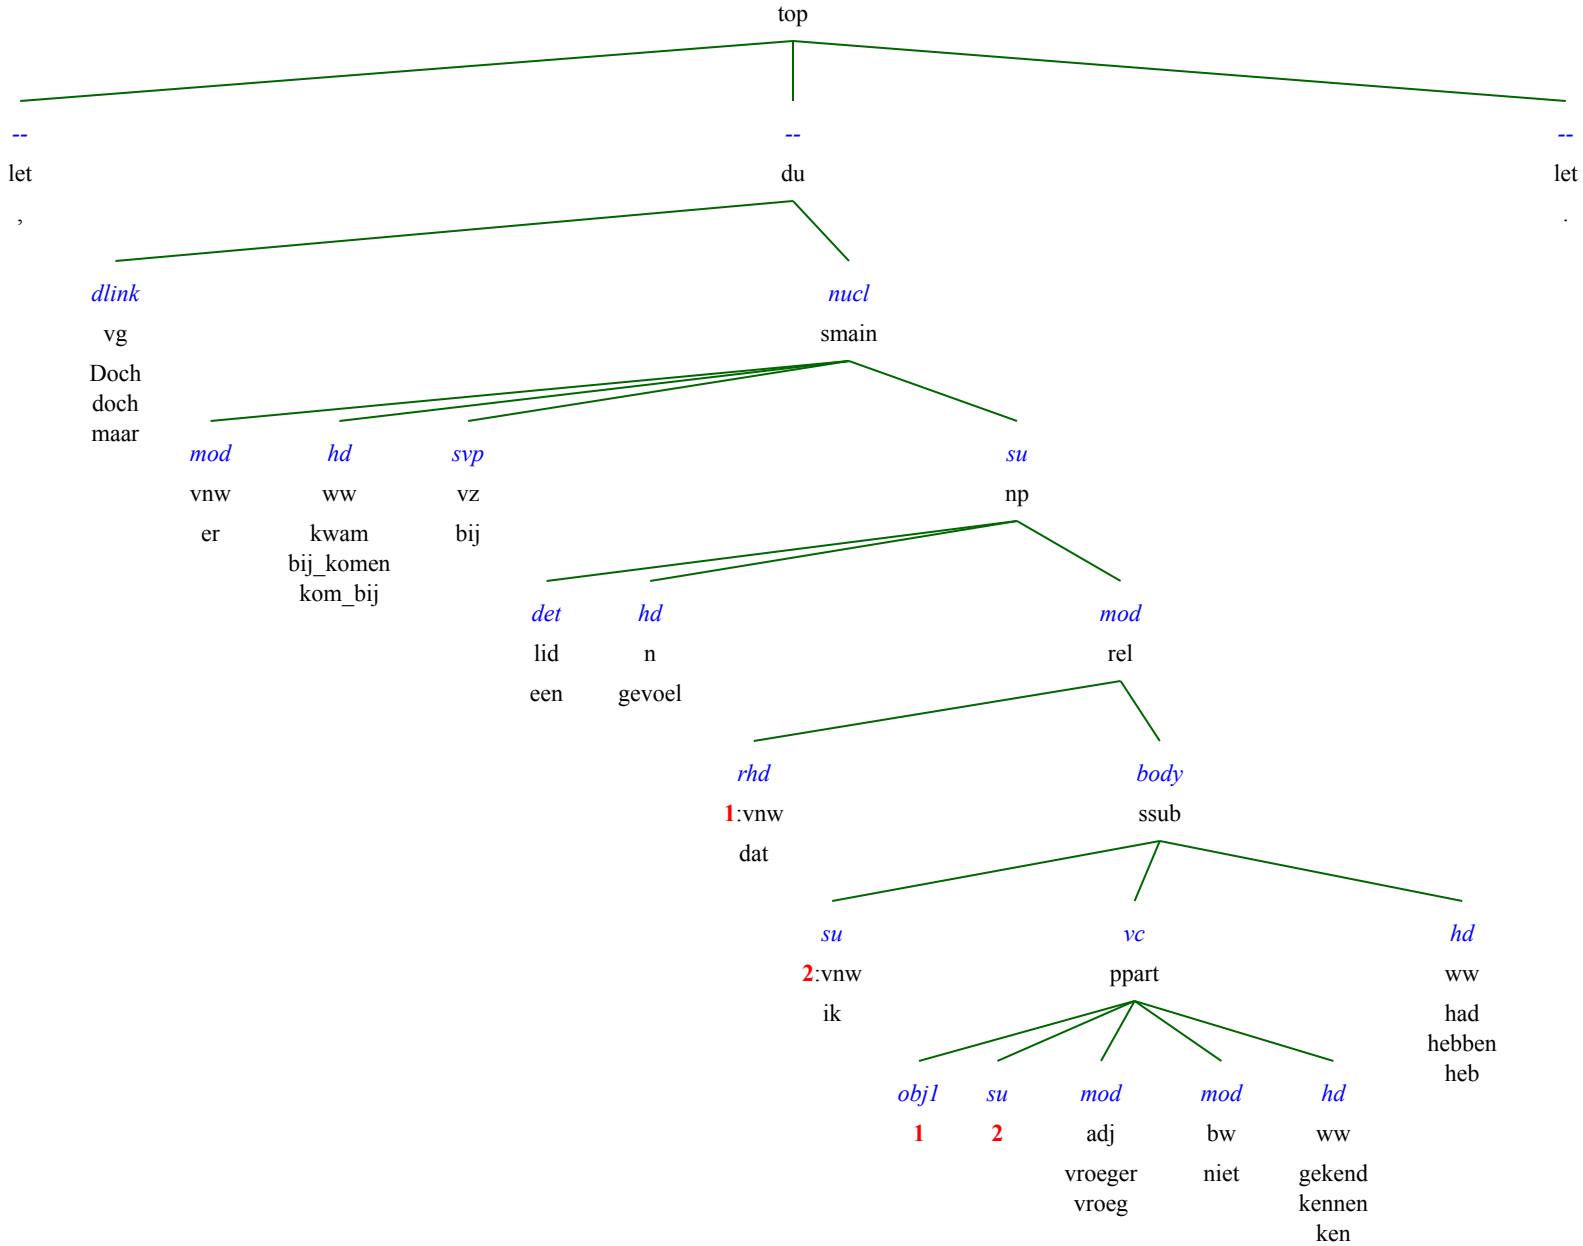 top
-- -- --
let du let
, .
dlink nucl
vg smain
Doch
doch
maar
mod hd svp su
vnw ww vz np
er kwam bij
bij_komen
kom_bij
det hd mod
lid n rel
een gevoel
rhd body
1:vnw ssub
dat
su vc hd
2:vnw ppart ww
ik had
hebben
heb
obj1 su mod mod hd
1 2 adj bw ww
vroeger niet gekend
vroeg kennen
ken